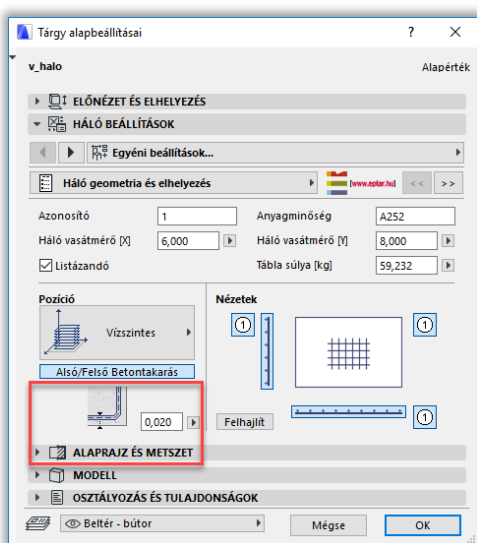 Tárgy alapbeállításai ? ×
v_halo Alapérték
ELŐNÉZET ÉS ELHELYEZÉS
HÁLÓ BEÁLLÍTÁSOK
Egyéni beállítások...
Háló geometria és elhelyezés [www.eptar.hu] << >>
Azonosító 1 Anyagminőség A252
Háló vasátmérő [X] 6,000 Háló vasátmérő [Y] 8,000
Listázandó Tábla súlya [kg] 59,232
Pozíció Nézetek
Vízszintes 1 1
Alsó/Felső Betontakarás
0,020 Felhajlít 1
ALAPRAJZ ÉS METSZET
MODELL
OSZTÁLYOZÁS ÉS TULAJDONSÁGOK
Beltér - bútor Mégse OK